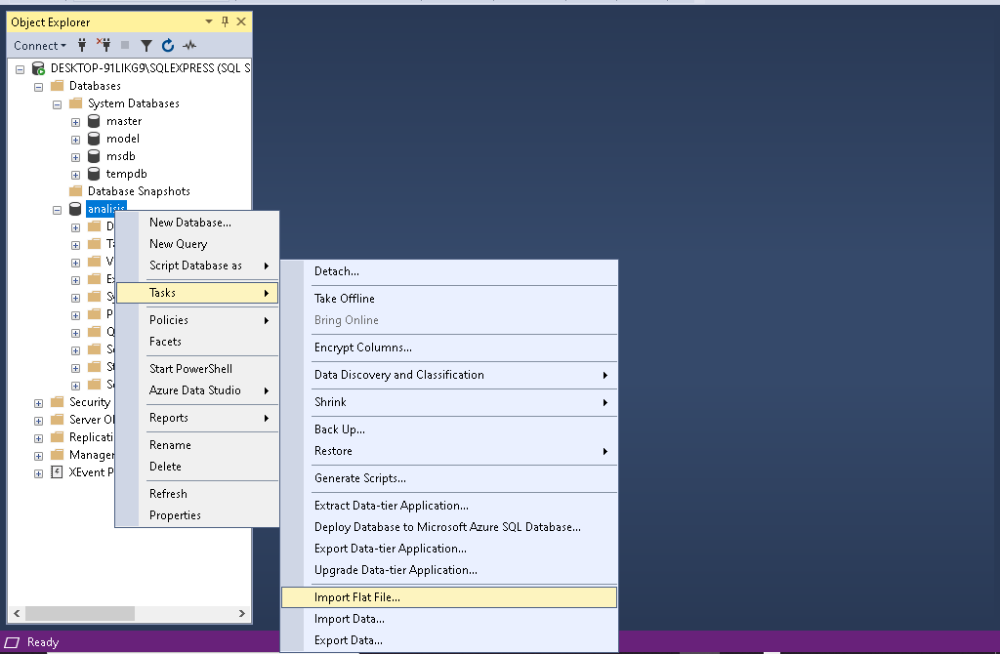 Object Explorer
Connect
DESKTOP-91LIKG9\SQLEXPRESS (SQL S
Databases
System Databases
master
model
msdb
tempdb
Database Snapshots
analisis
D
Ta
V
Ex
Sy
P
Q
Se
St
Se
Security
Server Ob
Replicati
Manager
XEvent P
New Database...
New Query
Script Database as
Tasks
Policies
Facets
Start PowerShell
Azure Data Studio
Reports
Rename
Delete
Refresh
Properties
Detach...
Take Offline
Bring Online
Encrypt Columns...
Data Discovery and Classification
Shrink
Back Up...
Restore
Generate Scripts...
Extract Data-tier Application...
Deploy Database to Microsoft Azure SQL Database...
Export Data-tier Application...
Upgrade Data-tier Application...
Import Flat File...
Import Data...
Export Data...
Ready